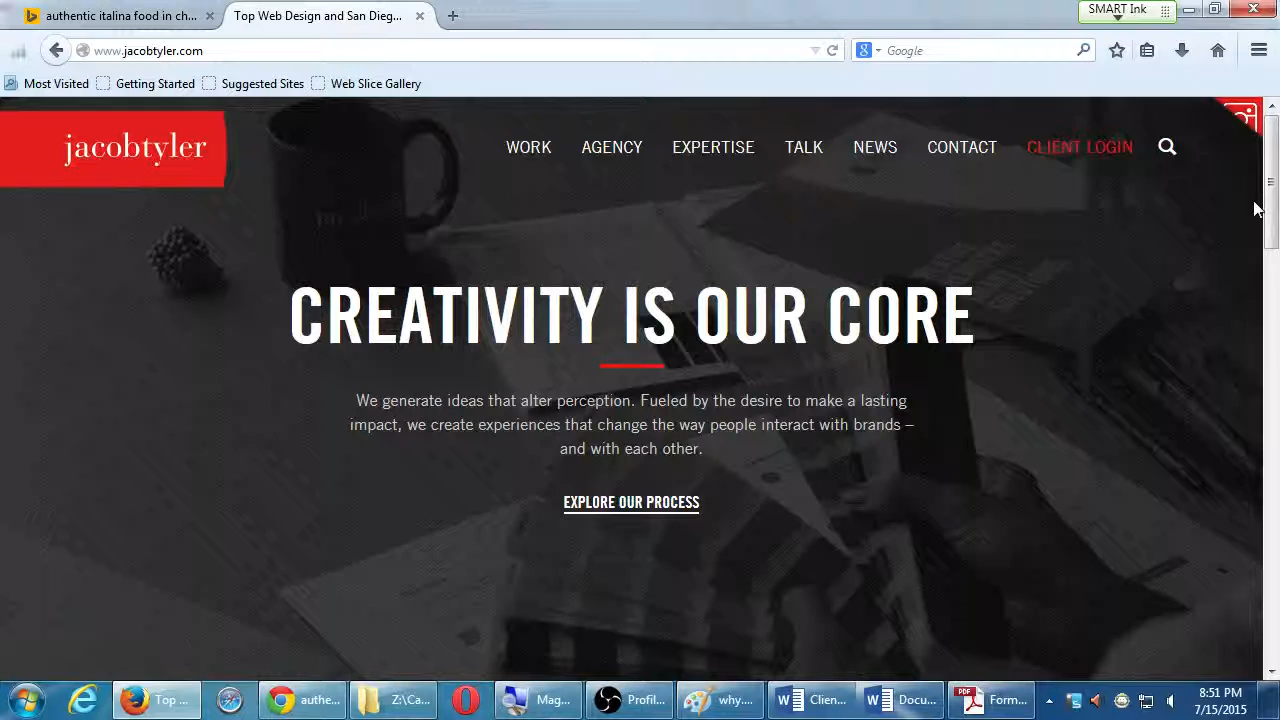 authentic italina food in ch...
Top Web Design and San Dieg...
SMART Ink
www.jacobtyler.com
Google
Most Visited
Getting Started
Suggested Sites
Web Slice Gallery
jacobtyler
WORK
AGENCY
EXPERTISE
TALK
NEWS
CONTACT
CLIENT LOGIN
CREATIVITY IS OUR CORE
We generate ideas that alter perception. Fueled by the desire to make a lasting
impact, we create experiences that change the way people interact with brands –
and with each other.
EXPLORE OUR PROCESS
Top ...
authe...
Z:\Ca...
Mag...
Profil...
why....
Clien...
Docu...
PDF
Form...
8:51 PM
7/15/2015